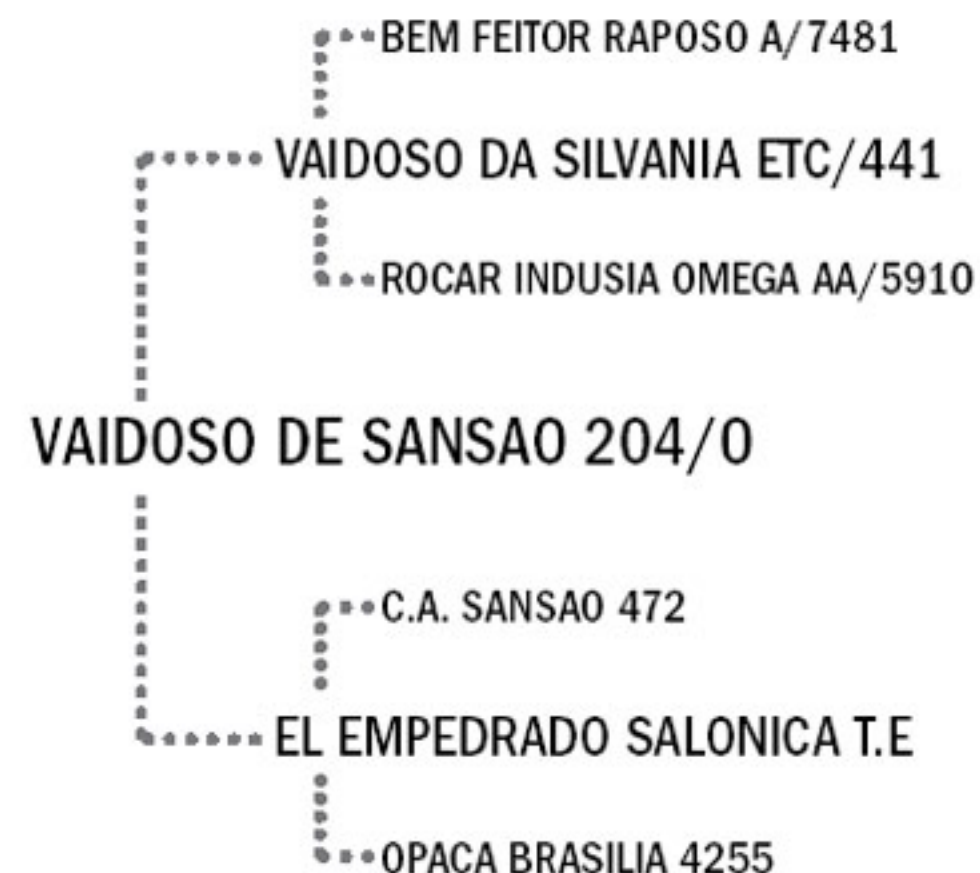 BEM FEITOR RAPOSO A/7481
VAIDOSO DA SILVANIA ETC/441
ROCAR INDUSIA OMEGA AA/5910
VAIDOSO DE SANSAO 204/0
C.A. SANSAO 472
EL EMPEDRADO SALONICA T.E
OPACA BRASILIA 4255